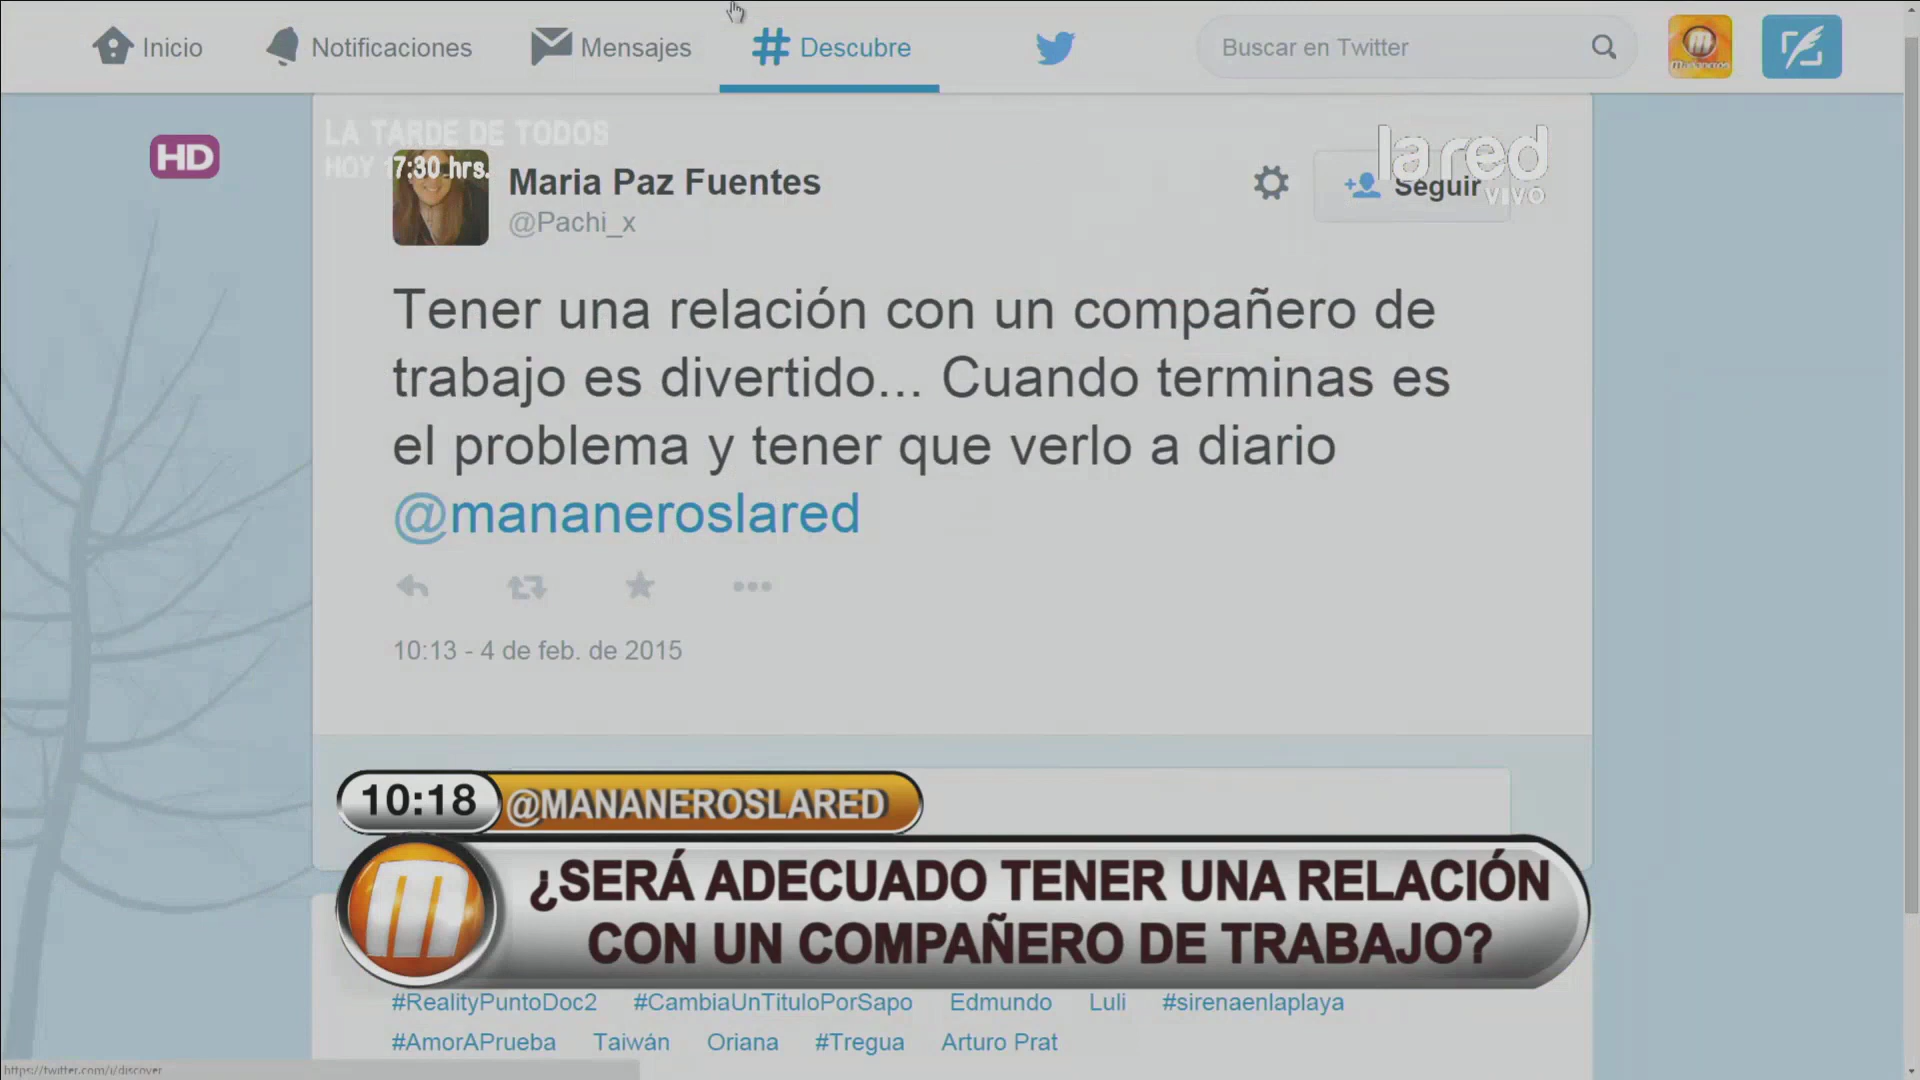 Inicio
Notificaciones
Mensajes
Descubre
Buscar en Twitter
Mañaneros
HD
LA TARDE DE TODOS
HOY 17:30 hrs.
la red
VIVO
Maria Paz Fuentes
@Pachi_x
Seguir
Tener una relación con un compañero de
trabajo es divertido... Cuando terminas es
el problema y tener que verlo a diario
@mananeroslared
10:13 - 4 de feb. de 2015
10:18 @MANANEROSLARED
m
¿SERÁ ADECUADO TENER UNA RELACIÓN
CON UN COMPAÑERO DE TRABAJO?
#RealityPuntoDoc2 #CambiaUnTituloPorSapo Edmundo Luli #sirenaenlaplaya
#AmorAPrueba Taiwán Oriana #Tregua Arturo Prat
https://twitter.com/i/discover